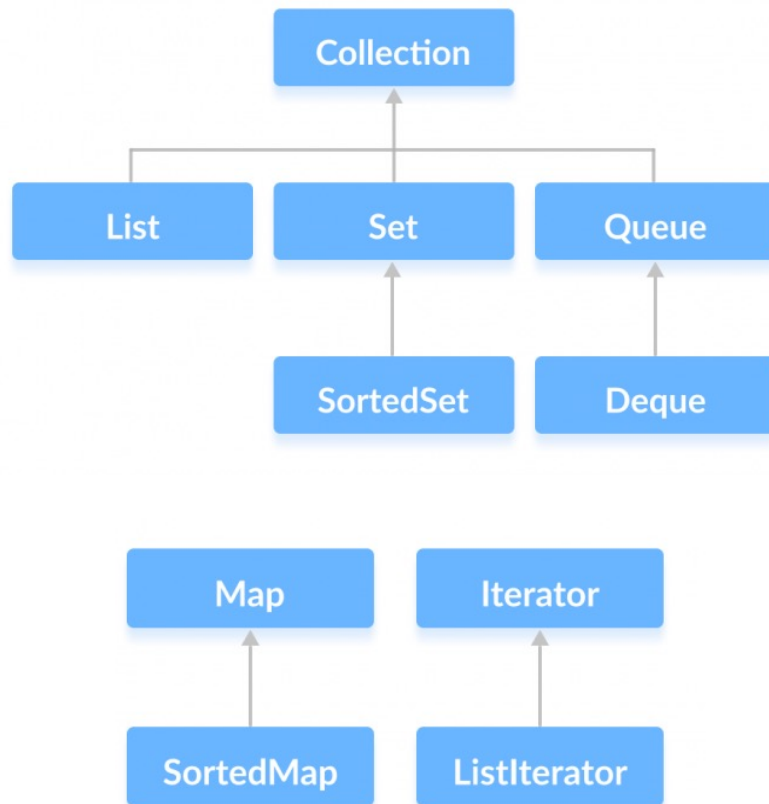 Collection
List
Set
Queue
SortedSet
Deque
Map
Iterator
SortedMap
ListIterator